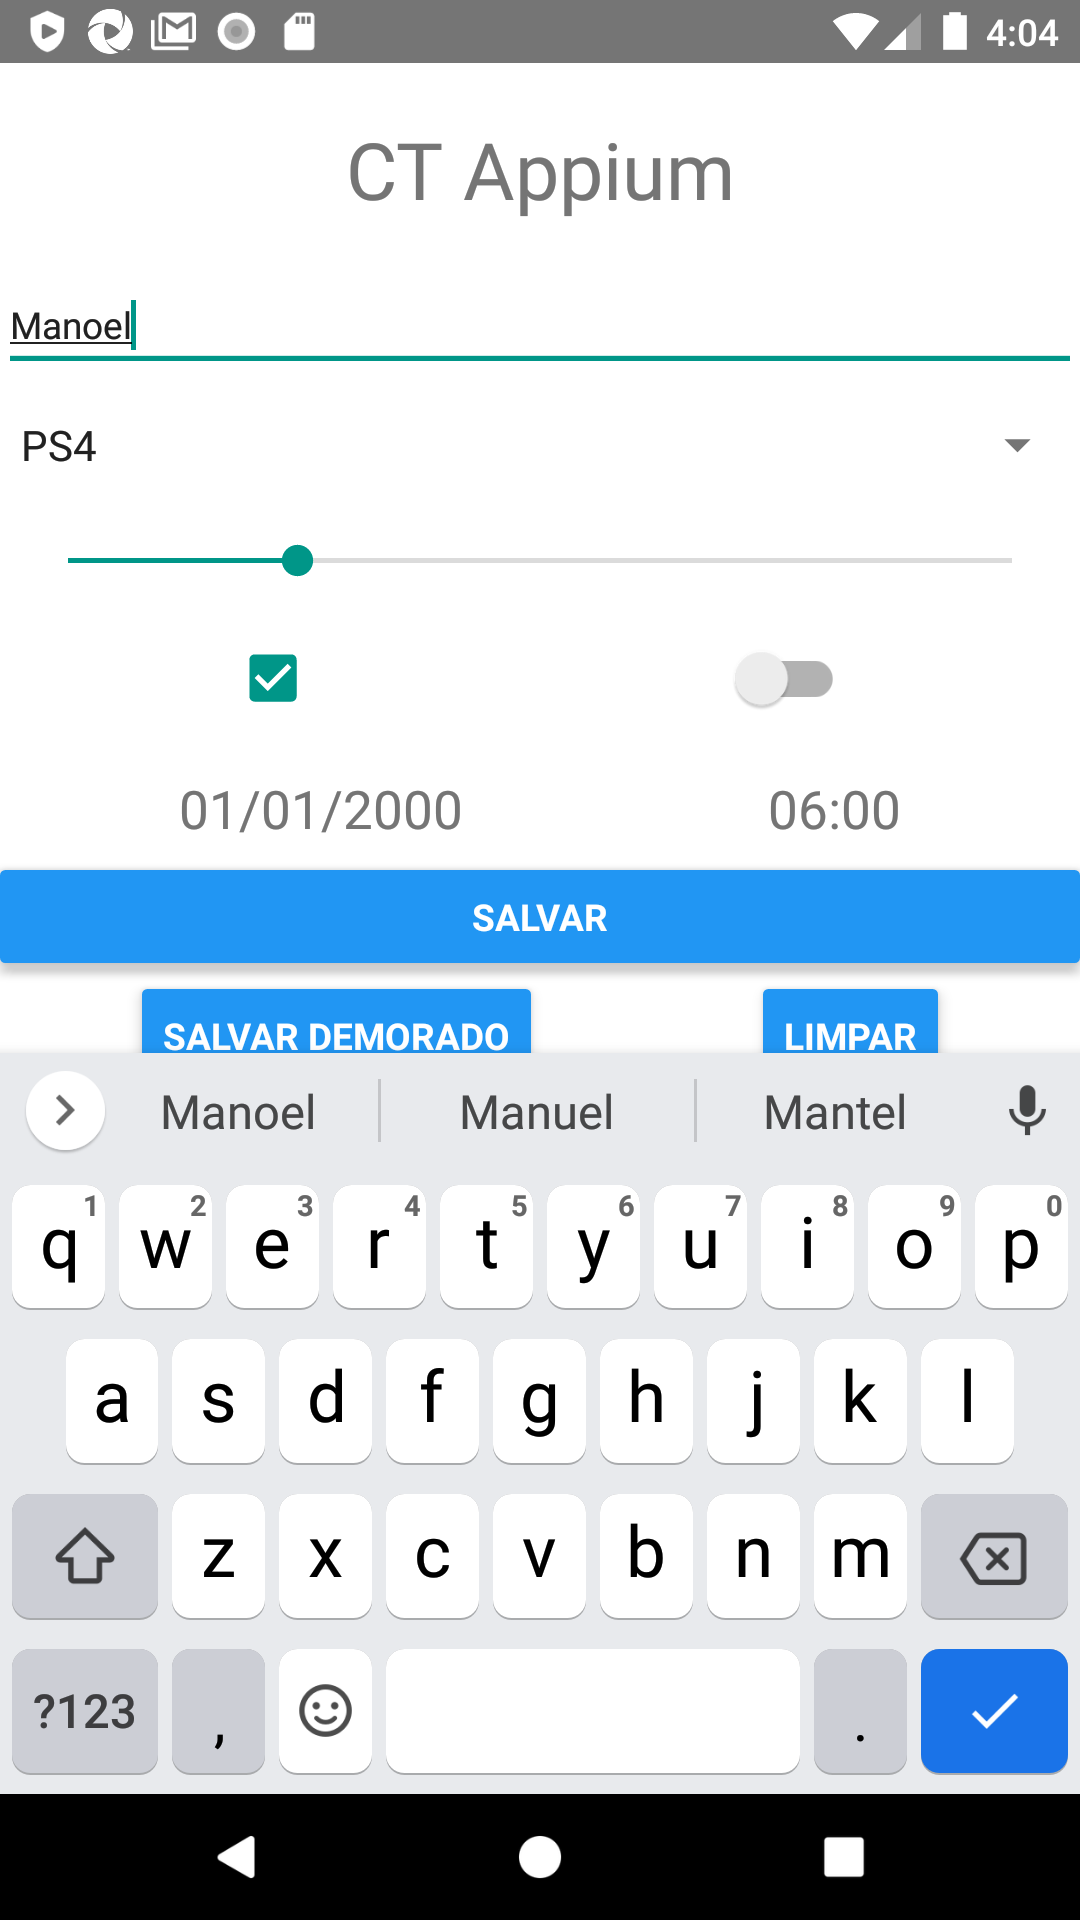 4:04
CT Appium
Manoel
PS4
01/01/2000 06:00
SALVAR
SALVAR DEMORADO LIMPAR
Manoel Manuel Mantel
1 2 3 4 5 6 7 8 9 0
q w e r t y u i o p
a s d f g h j k l
z x c v b n m
?123 , .